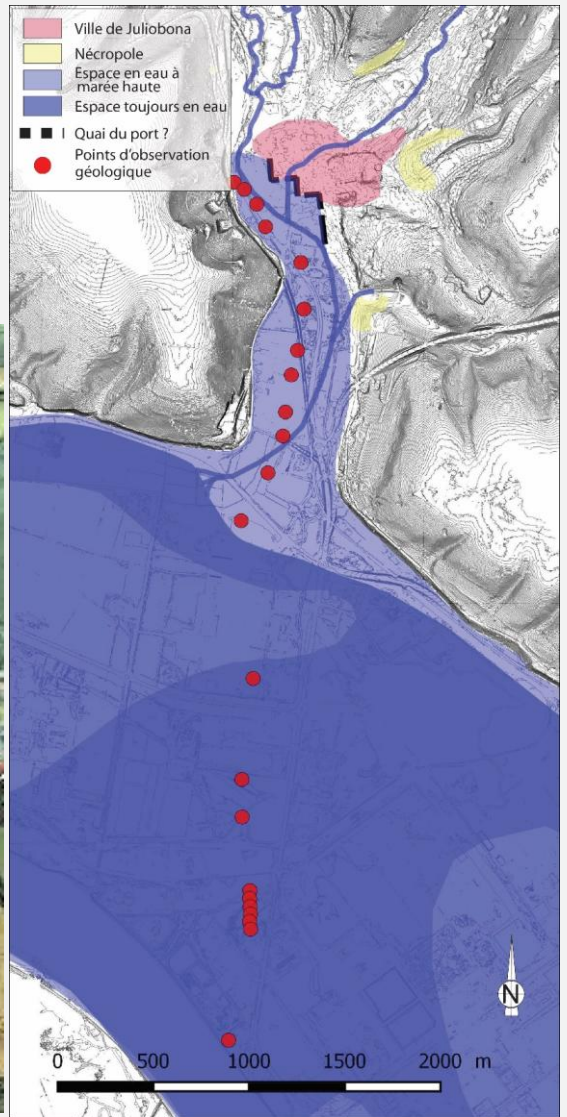 Ville de Juliobona
Nécropole
Espace en eau à
marée haute
Espace toujours en eau
Quai du port ?
Points d'observation
géologique
N
0 500 1000 1500 2000 m